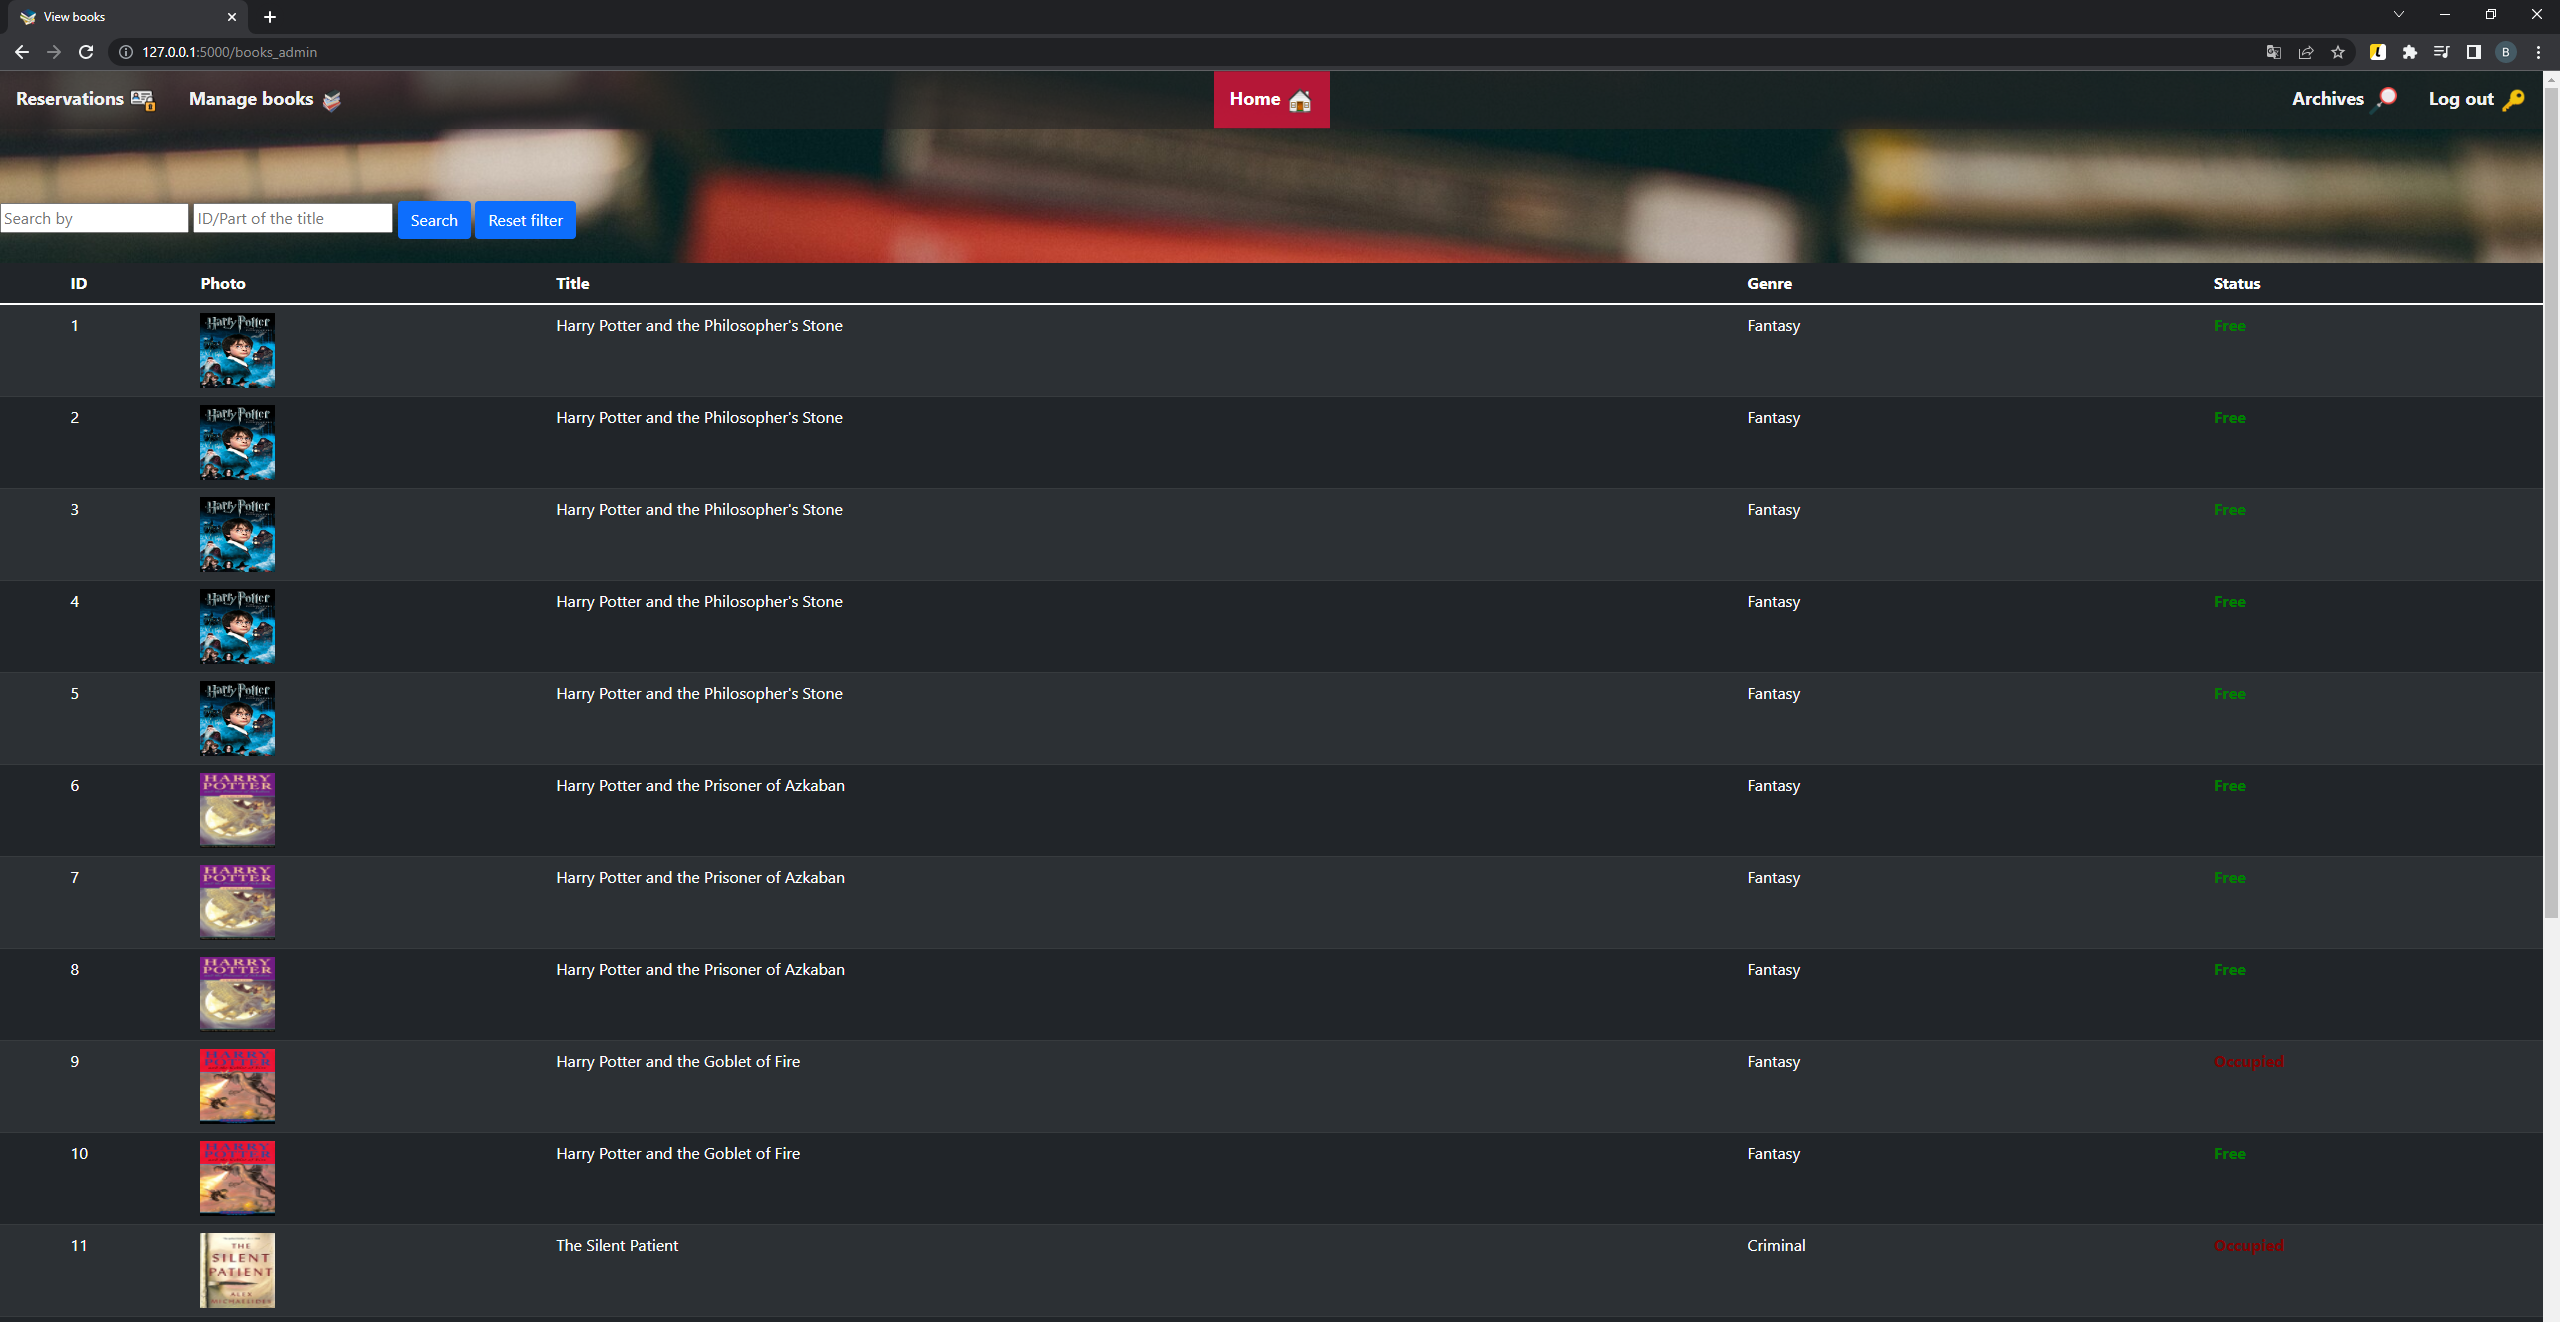 View books
127.0.0.1:5000/books_admin
B
Reservations Manage books Home Archives Log out
Search by ID/Part of the title Search Reset filter
ID Photo Title Genre Status
1 Harry Potter Harry Potter and the Philosopher's Stone Fantasy Free
2 Harry Potter Harry Potter and the Philosopher's Stone Fantasy Free
3 Harry Potter Harry Potter and the Philosopher's Stone Fantasy Free
4 Harry Potter Harry Potter and the Philosopher's Stone Fantasy Free
5 Harry Potter Harry Potter and the Philosopher's Stone Fantasy Free
6 HARRY POTTER Harry Potter and the Prisoner of Azkaban Fantasy Free
7 HARRY POTTER Harry Potter and the Prisoner of Azkaban Fantasy Free
8 HARRY POTTER Harry Potter and the Prisoner of Azkaban Fantasy Free
9 HARRY POTTER Harry Potter and the Goblet of Fire Fantasy Occupied
10 HARRY POTTER Harry Potter and the Goblet of Fire Fantasy Free
11 THE SILENT PATIENT ALEX MICHAELIDES The Silent Patient Criminal Occupied